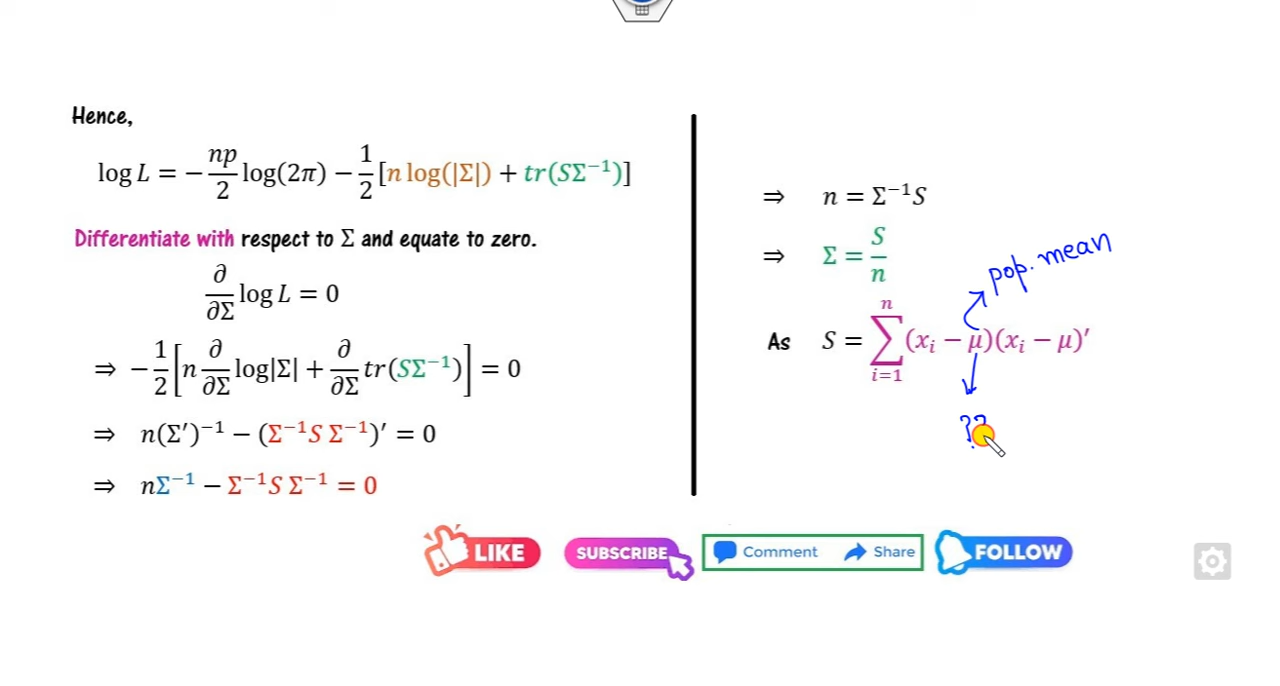 Hence,
log L = −np/2 log(2π) − 1/2 [n log(|Σ|) + tr(SΣ⁻¹)]
Differentiate with respect to Σ and equate to zero.
∂/∂Σ log L = 0
⇒ −1/2 [n ∂/∂Σ log|Σ| + ∂/∂Σ tr(SΣ⁻¹)] = 0
⇒ n(Σ′)⁻¹ − (Σ⁻¹S Σ⁻¹)′ = 0
⇒ nΣ⁻¹ − Σ⁻¹S Σ⁻¹ = 0
⇒ n = Σ⁻¹S
⇒ Σ = S/n
pop. mean
As S = ∑ⁿᵢ₌₁ (xᵢ − μ)(xᵢ − μ)′
??
LIKE
SUBSCRIBE
Comment Share
FOLLOW